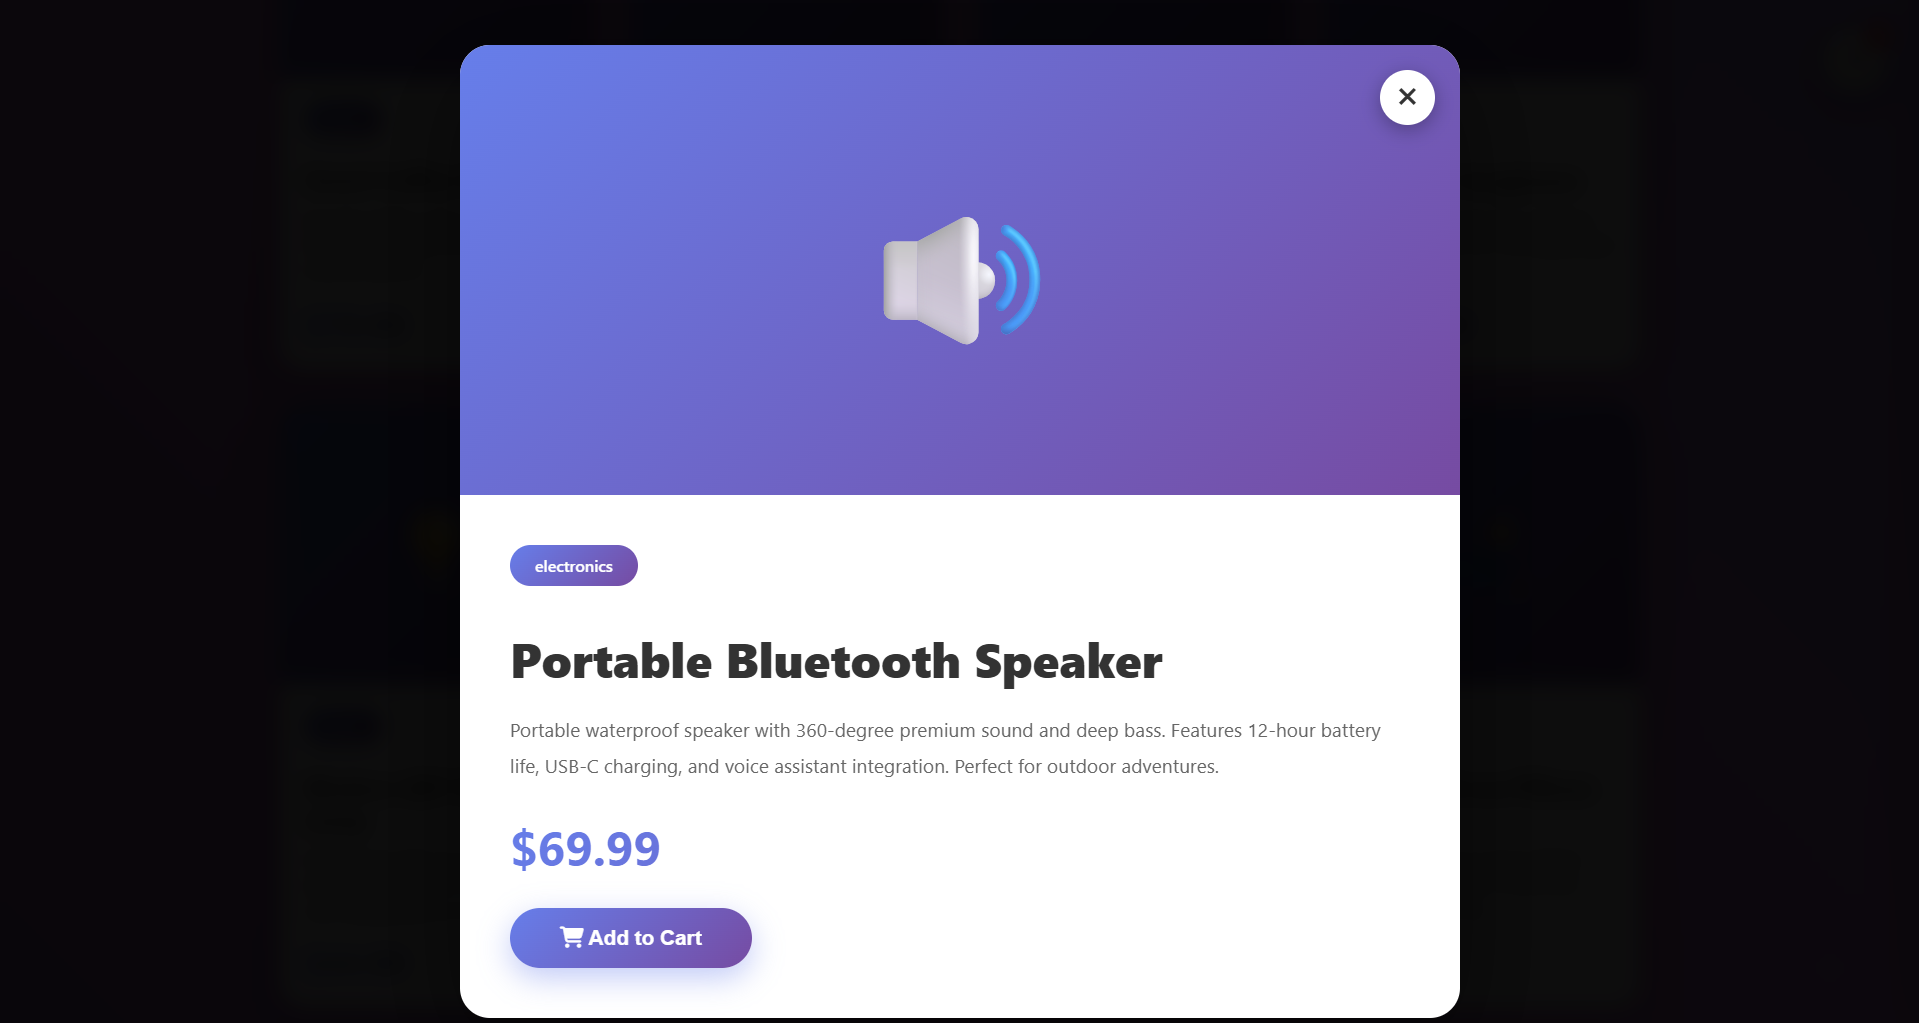 electronics
Portable Bluetooth Speaker
Portable waterproof speaker with 360-degree premium sound and deep bass. Features 12-hour battery
life, USB-C charging, and voice assistant integration. Perfect for outdoor adventures.
$69.99
Add to Cart